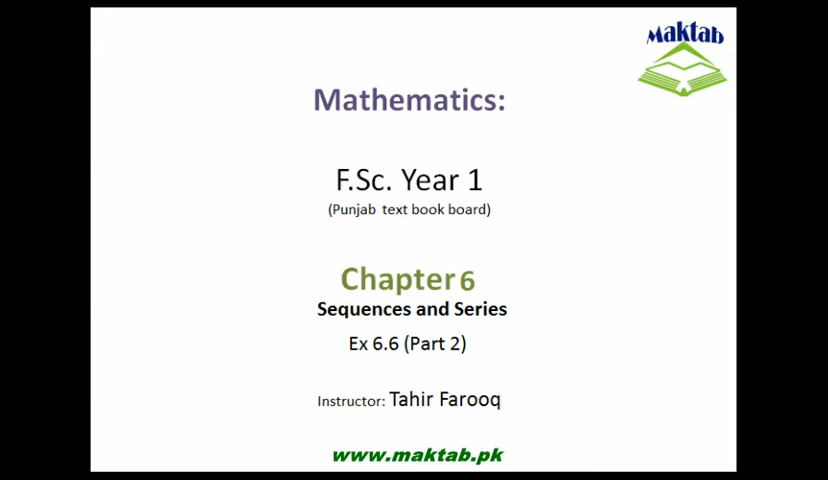 Maktab
Mathematics:
F.Sc. Year 1
(Punjab text book board)
Chapter 6
Sequences and Series
Ex 6.6 (Part 2)
Instructor: Tahir Farooq
www.maktab.pk